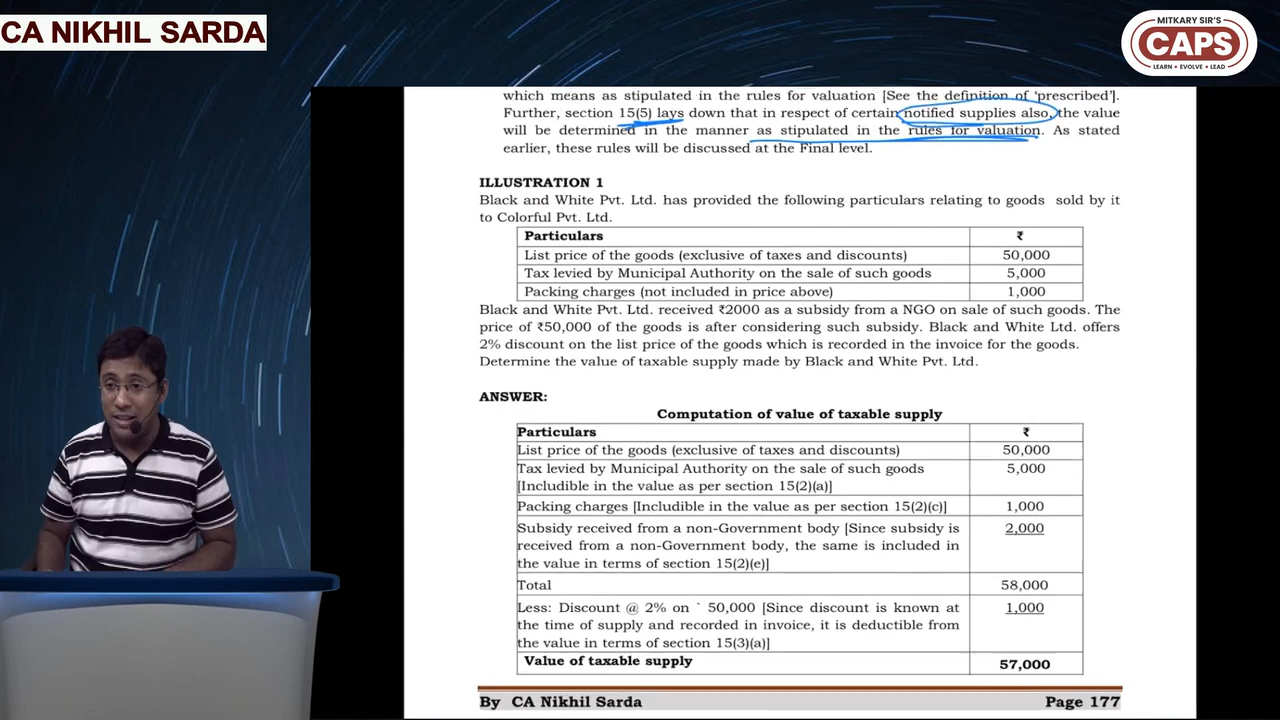 CA NIKHIL SARDA
MITKARY SIR'S
CAPS
LEARN • EVOLVE • LEAD
which means as stipulated in the rules for valuation [See the definition of 'prescribed'].
Further, section 15(5) lays down that in respect of certain notified supplies also, the value
will be determined in the manner as stipulated in the rules for valuation. As stated
earlier, these rules will be discussed at the Final level.
ILLUSTRATION 1
Black and White Pvt. Ltd. has provided the following particulars relating to goods sold by it
to Colorful Pvt. Ltd.
Particulars ₹
List price of the goods (exclusive of taxes and discounts) 50,000
Tax levied by Municipal Authority on the sale of such goods 5,000
Packing charges (not included in price above) 1,000
Black and White Pvt. Ltd. received ₹2000 as a subsidy from a NGO on sale of such goods. The
price of ₹50,000 of the goods is after considering such subsidy. Black and White Ltd. offers
2% discount on the list price of the goods which is recorded in the invoice for the goods.
Determine the value of taxable supply made by Black and White Pvt. Ltd.
ANSWER:
Computation of value of taxable supply
Particulars ₹
List price of the goods (exclusive of taxes and discounts) 50,000
Tax levied by Municipal Authority on the sale of such goods 5,000
[Includible in the value as per section 15(2)(a)]
Packing charges [Includible in the value as per section 15(2)(c)] 1,000
Subsidy received from a non-Government body [Since subsidy is 2,000
received from a non-Government body, the same is included in
the value in terms of section 15(2)(e)]
Total 58,000
Less: Discount @ 2% on ` 50,000 [Since discount is known at 1,000
the time of supply and recorded in invoice, it is deductible from
the value in terms of section 15(3)(a)]
Value of taxable supply 57,000
By CA Nikhil Sarda Page 177